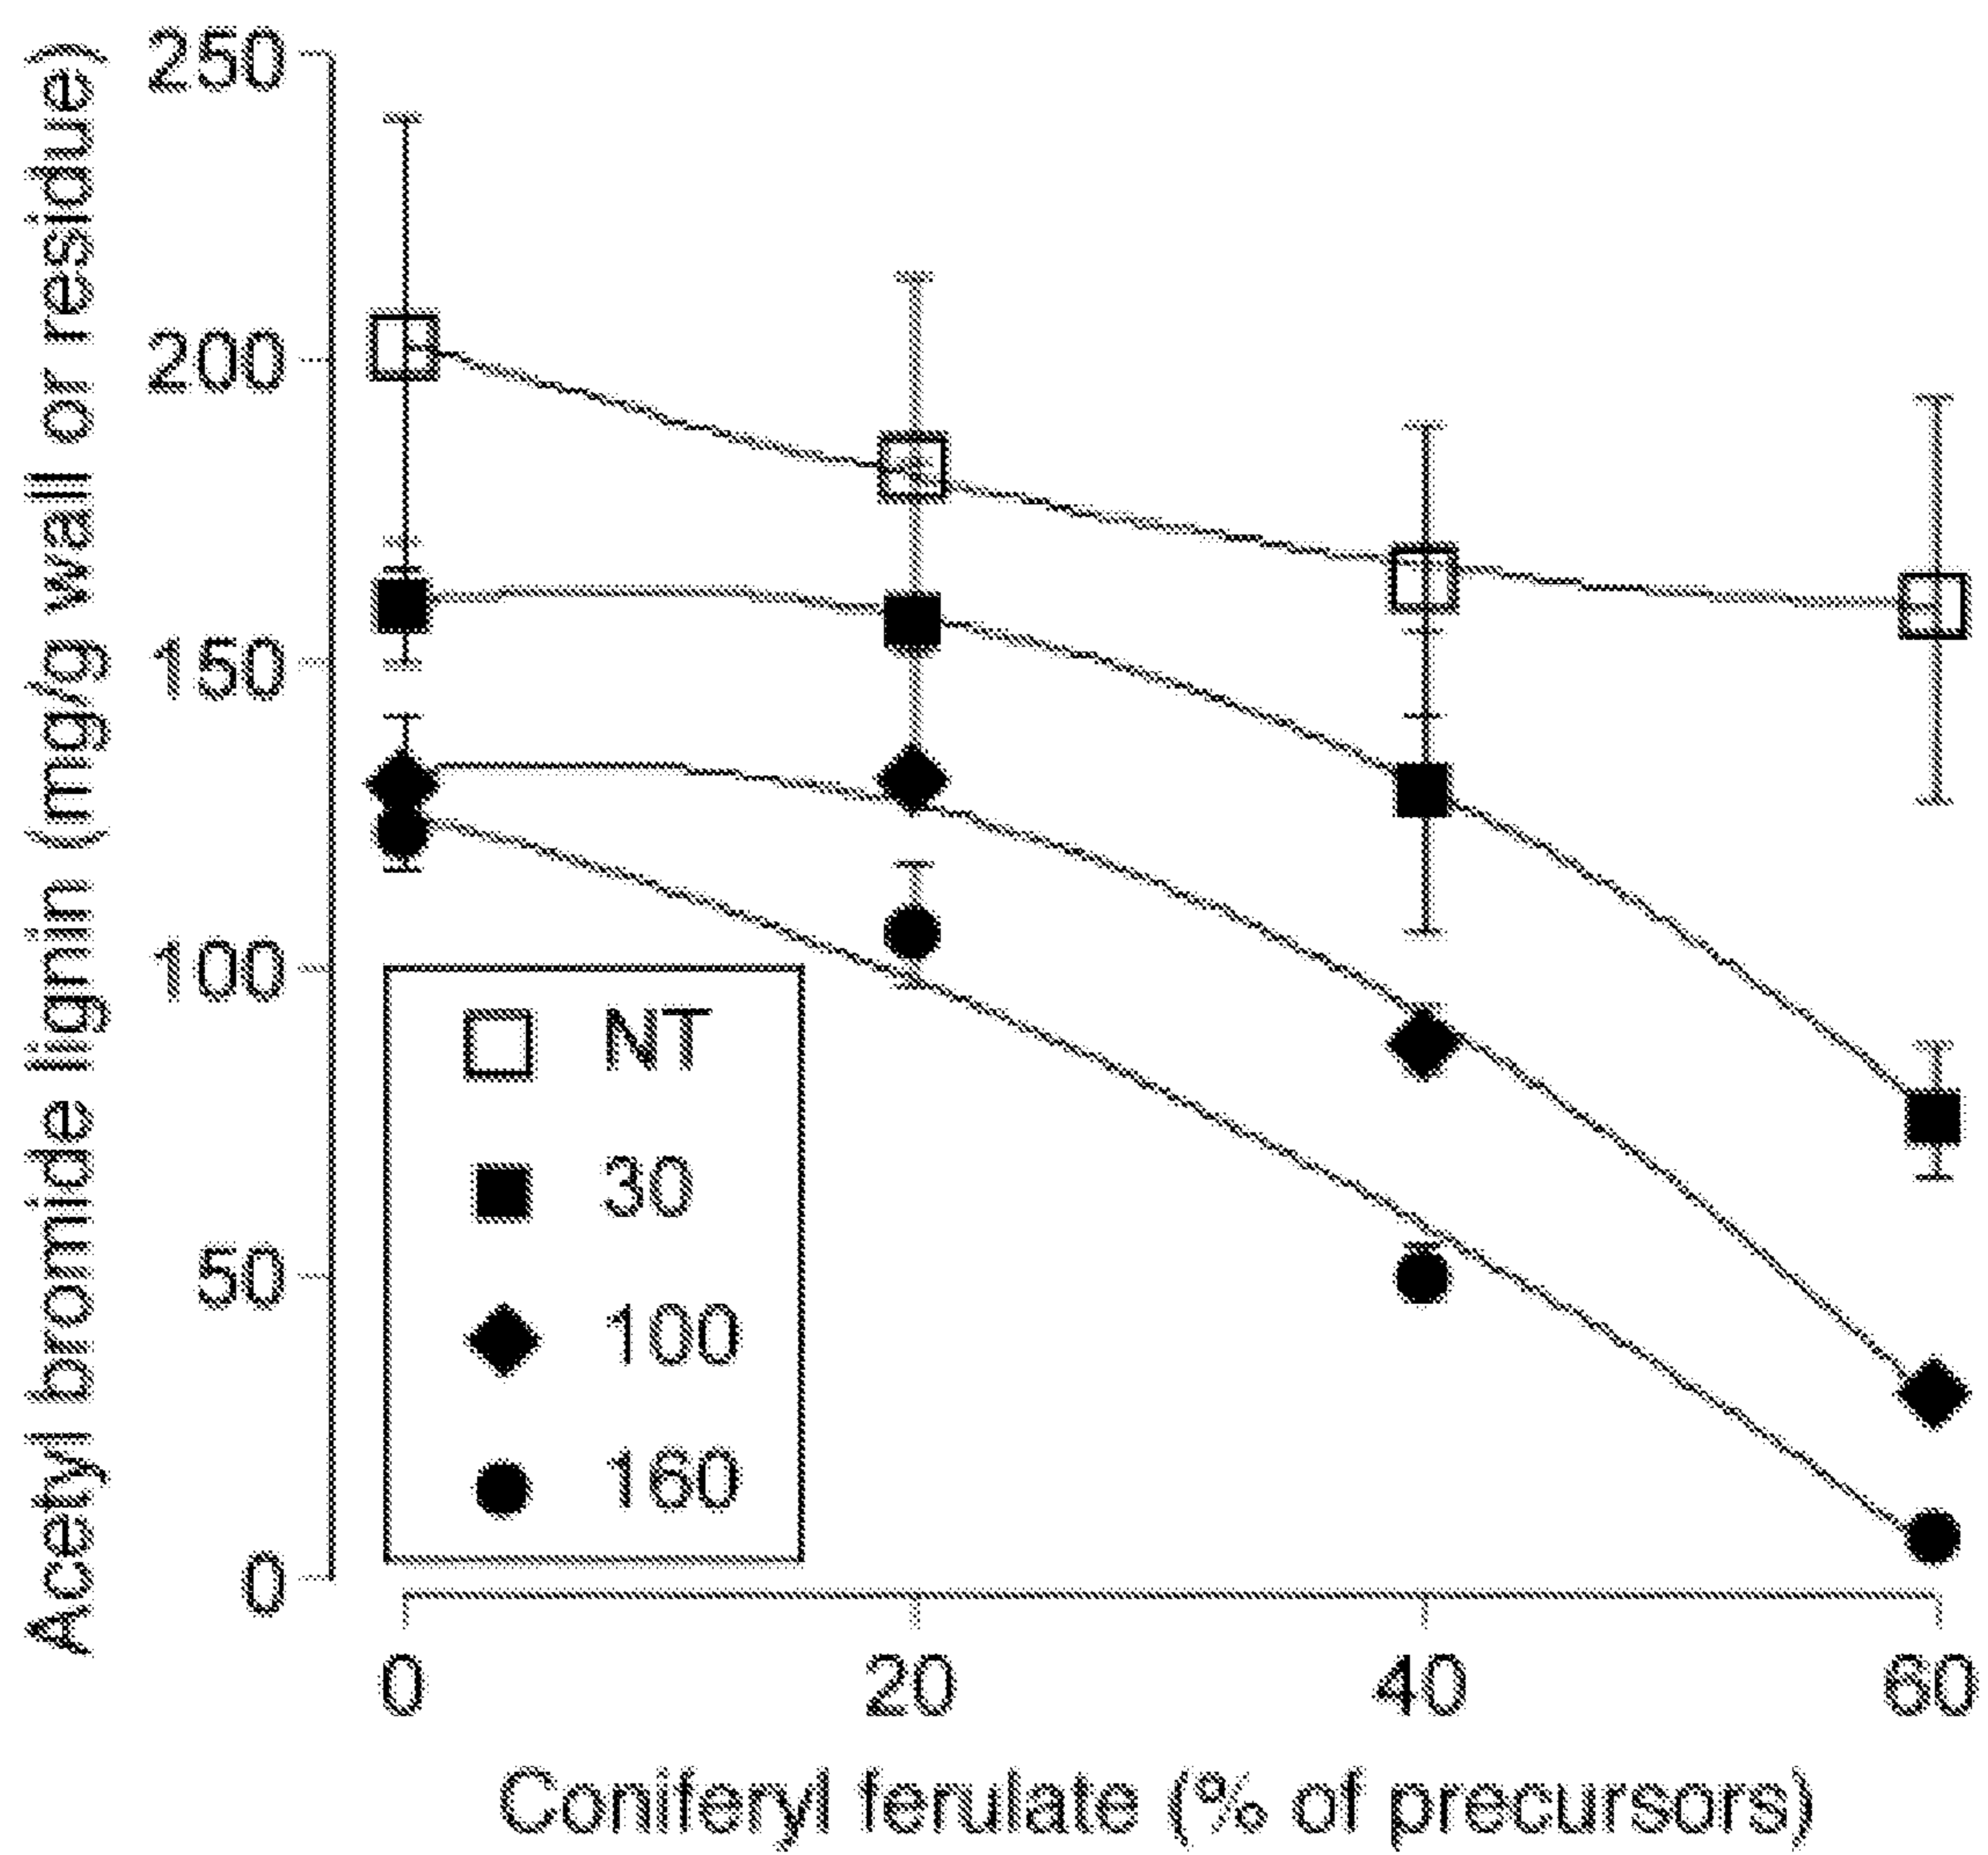 Acetyl bromide lignin (mg/g wall or residue)
250
200
150
100
50
0
NT
30
100
160
0 20 40 60
Coniferyl ferulate (% of precursors)